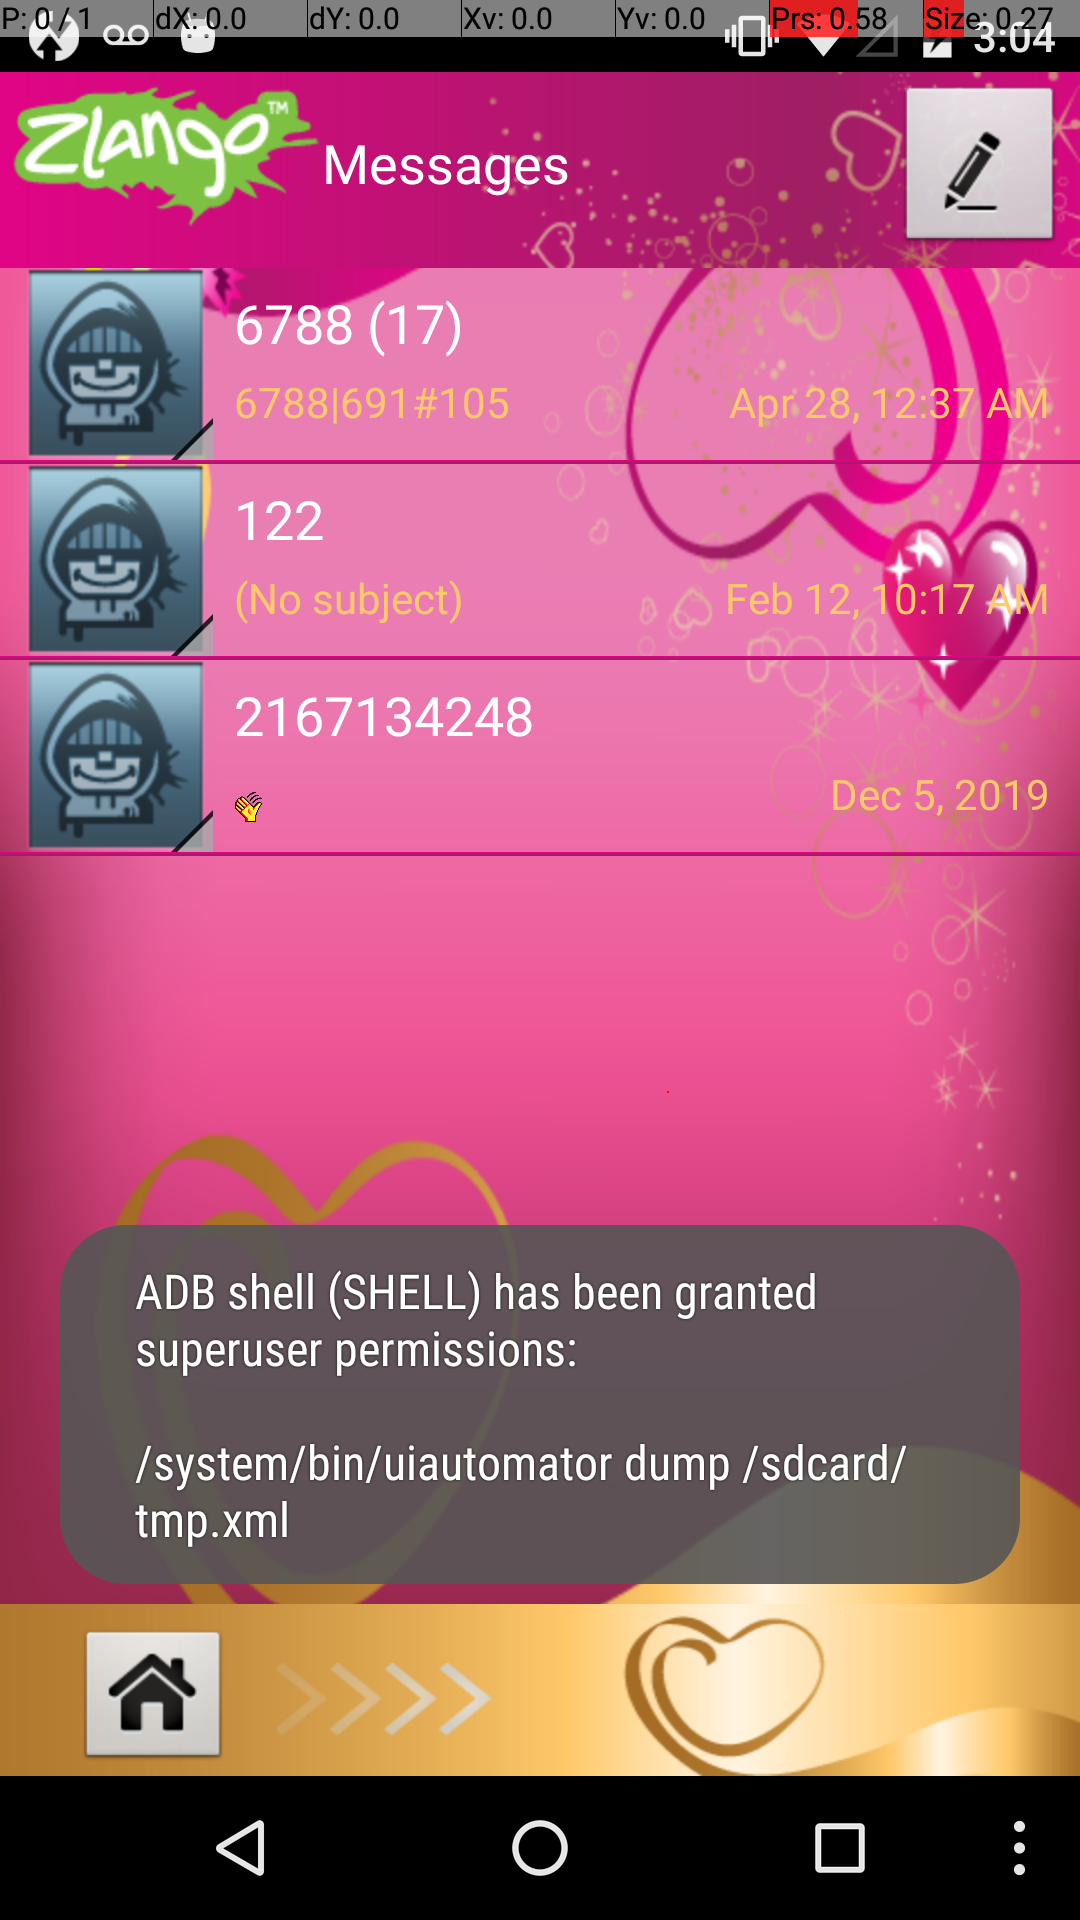 P: 0 / 1 dX: 0.0 dY: 0.0 Xv: 0.0 Yv: 0.0 Prs: 0.58 Size: 0.27
3:04
Zlango™ Messages
6788 (17)
6788|691#105 Apr 28, 12:37 AM
122
(No subject) Feb 12, 10:17 AM
2167134248
Dec 5, 2019
ADB shell (SHELL) has been granted
superuser permissions:
/system/bin/uiautomator dump /sdcard/
tmp.xml